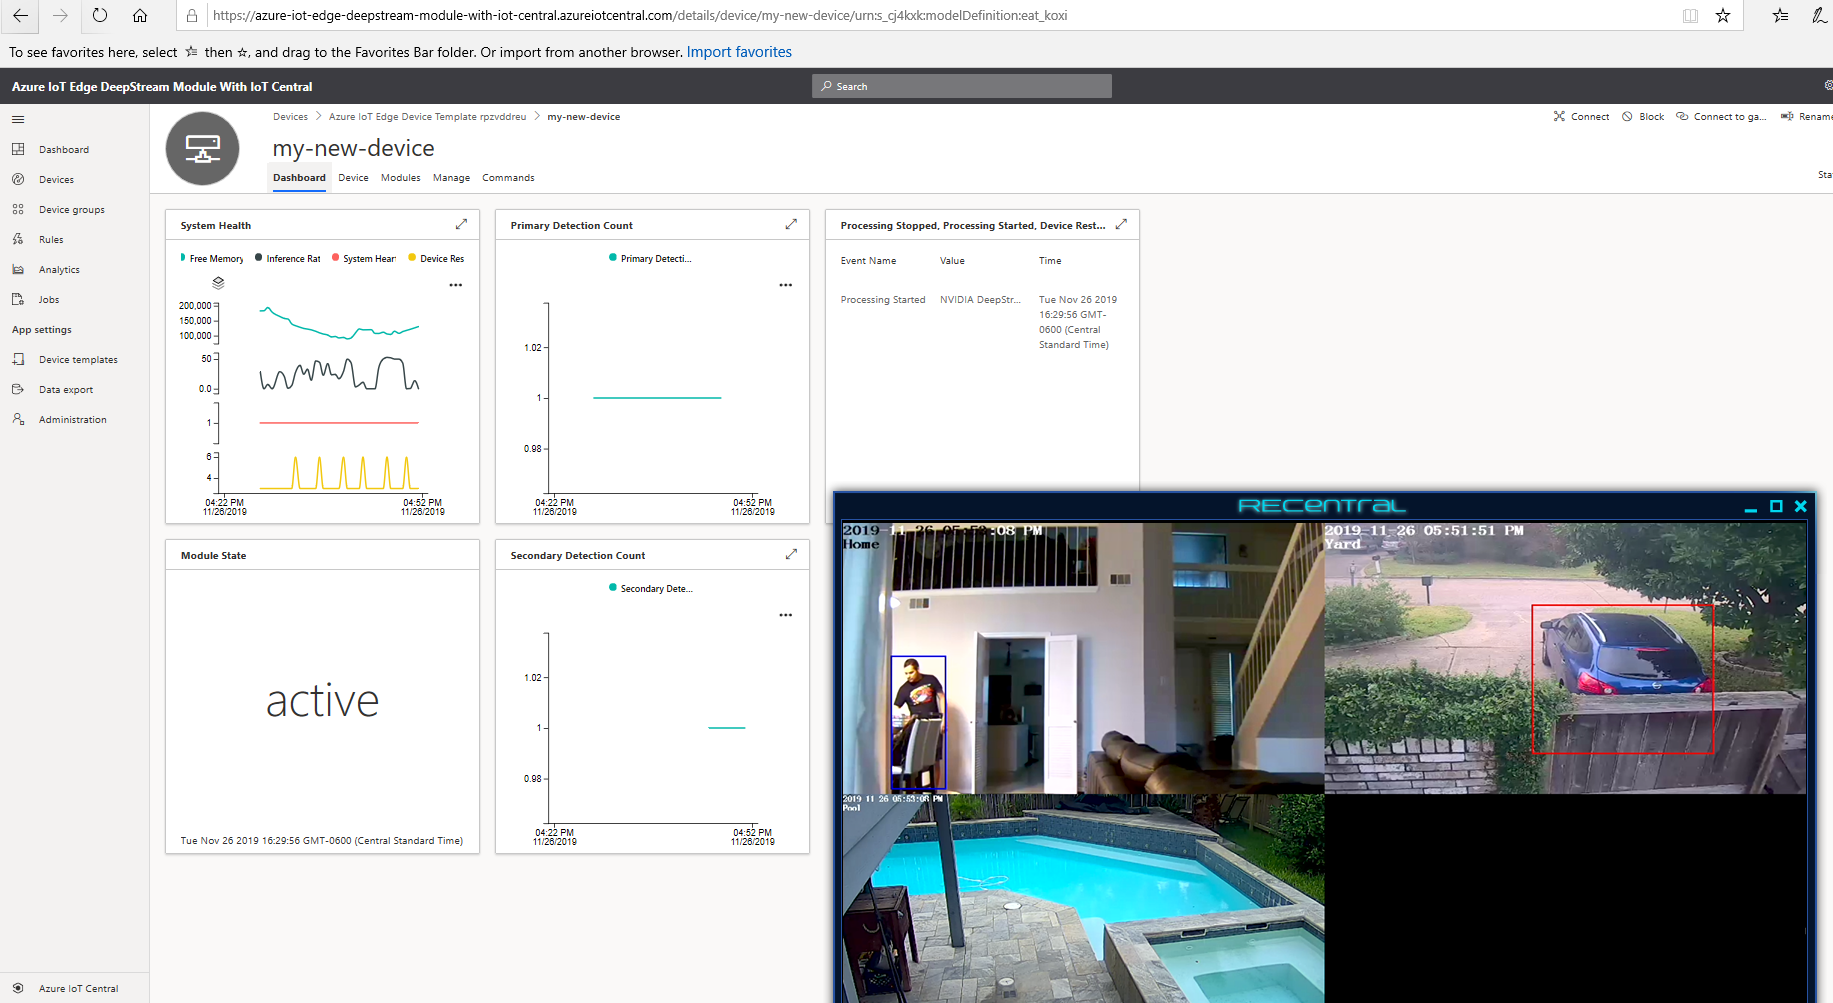 https://azure-iot-edge-deepstream-module-with-iot-central.azureiotcentral.com/details/device/my-new-device/urn:s_cj4kxk:modelDefinition:eat_koxi
To see favorites here, select then , and drag to the Favorites Bar folder. Or import from another browser. Import favorites
Azure IoT Edge DeepStream Module With IoT Central
Search
Devices > Azure IoT Edge Device Template rpzvddreu > my-new-device
Connect Block Connect to ga... Rename
my-new-device
Dashboard Device Modules Manage Commands
Sta
Dashboard
Devices
Device groups
Rules
Analytics
Jobs
App settings
Device templates
Data export
Administration
Azure IoT Central
System Health
Free Memory Inference Rat System Hear Device Res
200,000
150,000
100,000
50
0.0
1
6
4
04:22 PM 04:52 PM
11/26/2019 11/26/2019
Primary Detection Count
Primary Detecti...
1.02
1
0.98
04:22 PM 04:52 PM
11/26/2019 11/26/2019
Processing Stopped, Processing Started, Device Rest...
Event Name Value Time
Processing Started NVIDIA DeepStr... Tue Nov 26 2019
16:29:56 GMT-
0600 (Central
Standard Time)
Module State
active
Tue Nov 26 2019 16:29:56 GMT-0600 (Central Standard Time)
Secondary Detection Count
Secondary Dete...
1.02
1
0.98
04:22 PM 04:52 PM
11/26/2019 11/26/2019
RECENTRAL
2019-11-26 05:53:08 PM
Home
2019-11-26 05:51:51 PM
Yard
2019 11 26 05:53:08 PM
Pool